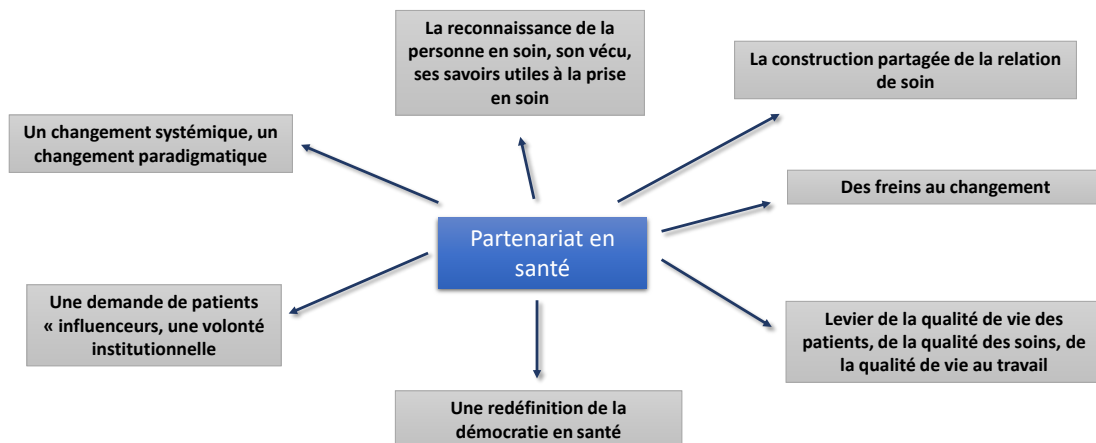 La reconnaissance de la
personne en soin, son vécu,
ses savoirs utiles à la prise
en soin
La construction partagée de la relation
de soin
Un changement systémique, un
changement paradigmatique
Des freins au changement
Partenariat en
santé
Une demande de patients
« influenceurs, une volonté
institutionnelle
Levier de la qualité de vie des
patients, de la qualité des soins, de
la qualité de vie au travail
Une redéfinition de la
démocratie en santé